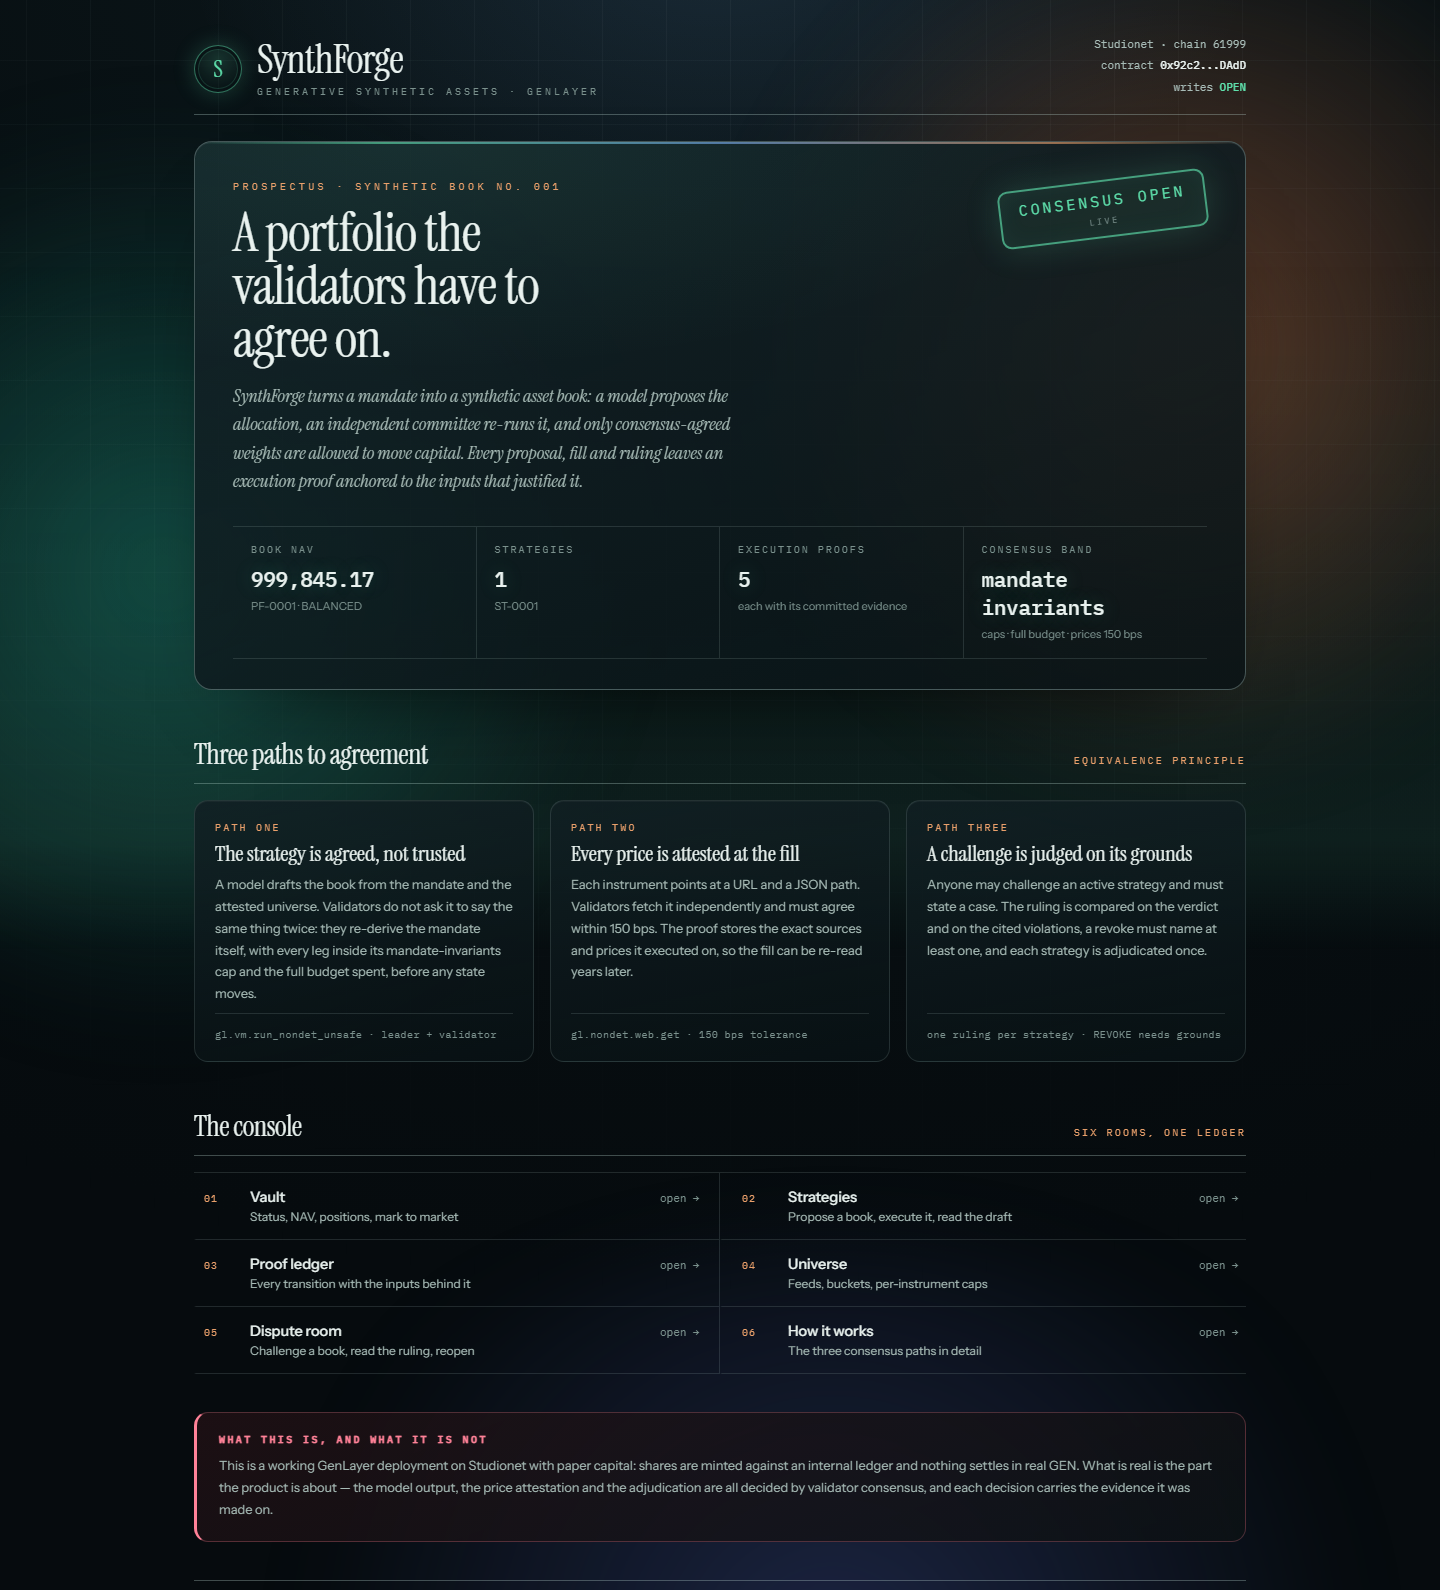 S
SynthForge
GENERATIVE SYNTHETIC ASSETS · GENLAYER
Studionet · chain 61999
contract 0x92c2...DAdD
writes OPEN
PROSPECTUS · SYNTHETIC BOOK NO. 001
A portfolio the
validators have to
agree on.
CONSENSUS OPEN
LIVE
SynthForge turns a mandate into a synthetic asset book: a model proposes the
allocation, an independent committee re-runs it, and only consensus-agreed
weights are allowed to move capital. Every proposal, fill and ruling leaves an
execution proof anchored to the inputs that justified it.
BOOK NAV
999,845.17
PF-0001 · BALANCED
STRATEGIES
1
ST-0001
EXECUTION PROOFS
5
each with its committed evidence
CONSENSUS BAND
mandate
invariants
caps · full budget · prices 150 bps
Three paths to agreement
EQUIVALENCE PRINCIPLE
PATH ONE
The strategy is agreed, not trusted
A model drafts the book from the mandate and the
attested universe. Validators do not ask it to say the
same thing twice: they re-derive the mandate
itself, with every leg inside its mandate-invariants
cap and the full budget spent, before any state
moves.
gl.vm.run_nondet_unsafe · leader + validator
PATH TWO
Every price is attested at the fill
Each instrument points at a URL and a JSON path.
Validators fetch it independently and must agree
within 150 bps. The proof stores the exact sources
and prices it executed on, so the fill can be re-read
years later.
gl.nondet.web.get · 150 bps tolerance
PATH THREE
A challenge is judged on its grounds
Anyone may challenge an active strategy and must
state a case. The ruling is compared on the verdict
and on the cited violations, a revoke must name at
least one, and each strategy is adjudicated once.
one ruling per strategy · REVOKE needs grounds
The console
SIX ROOMS, ONE LEDGER
01
Vault
Status, NAV, positions, mark to market
open →
02
Strategies
Propose a book, execute it, read the draft
open →
03
Proof ledger
Every transition with the inputs behind it
open →
04
Universe
Feeds, buckets, per-instrument caps
open →
05
Dispute room
Challenge a book, read the ruling, reopen
open →
06
How it works
The three consensus paths in detail
open →
WHAT THIS IS, AND WHAT IT IS NOT
This is a working GenLayer deployment on Studionet with paper capital: shares are minted against an internal ledger and nothing settles in real GEN. What is real is the part
the product is about — the model output, the price attestation and the adjudication are all decided by validator consensus, and each decision carries the evidence it was
made on.